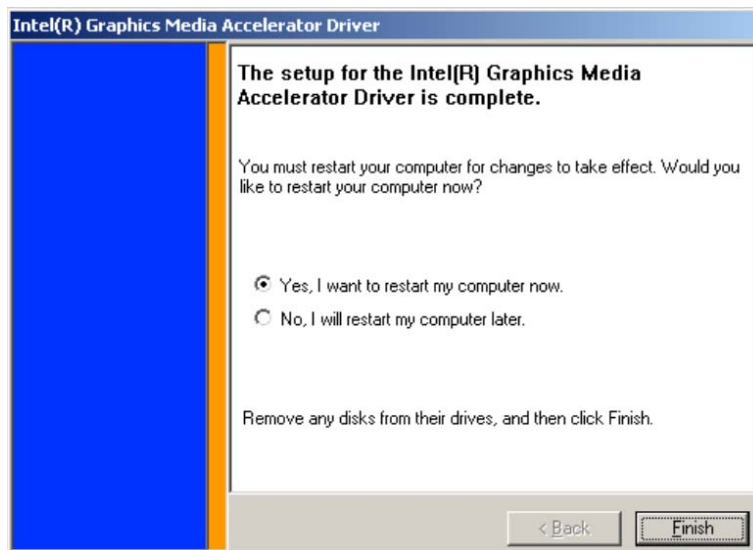 Intel(R) Graphics Media Accelerator Driver
The setup for the Intel(R) Graphics Media
Accelerator Driver is complete.
You must restart your computer for changes to take effect. Would you
like to restart your computer now?
Yes, I want to restart my computer now.
No, I will restart my computer later.
Remove any disks from their drives, and then click Finish.
< Back
Finish